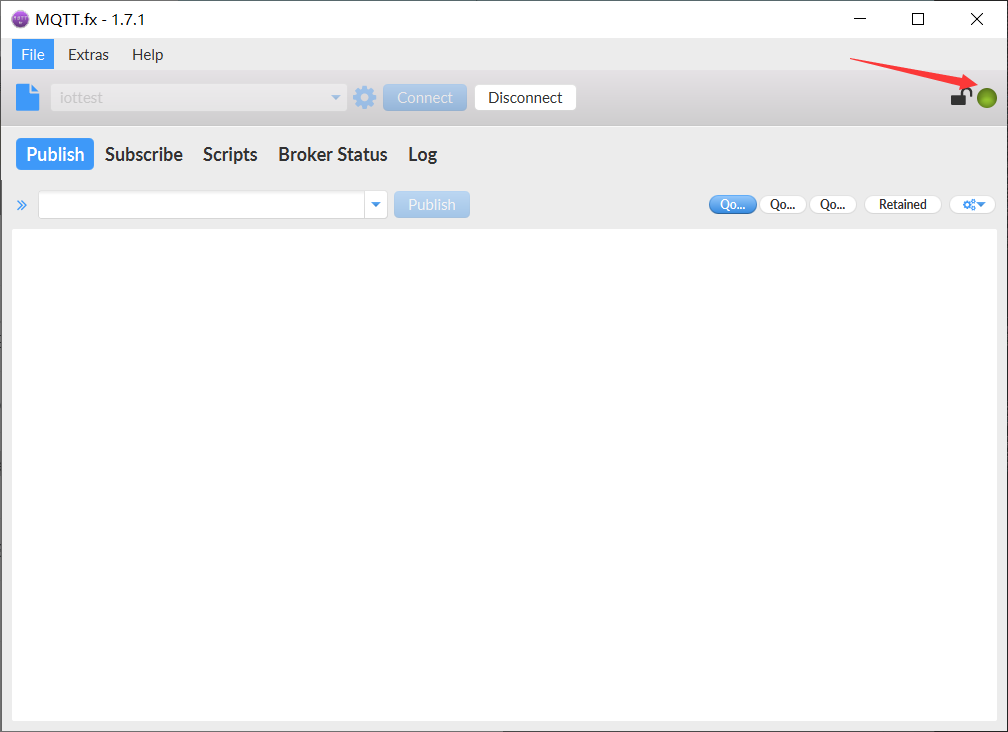 MQTT.fx - 1.7.1
File Extras Help
iottest Connect Disconnect
Publish Subscribe Scripts Broker Status Log
Publish Qo... Qo... Qo... Retained